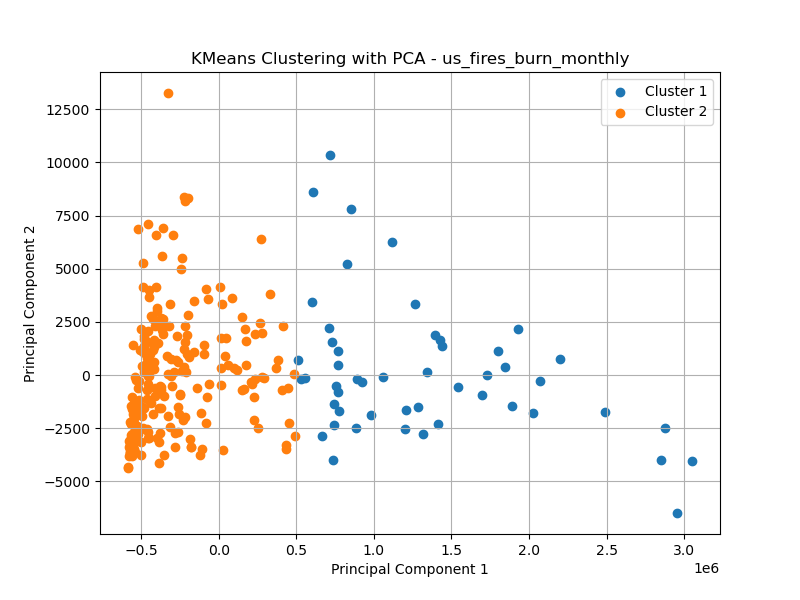 KMeans Clustering with PCA - us_fires_burn_monthly
Cluster 1
Cluster 2
12500
10000
7500
5000
2500
0
−2500
−5000
Principal Component 2
−0.5
0.0
0.5
1.0
1.5
2.0
2.5
3.0
1e6
Principal Component 1